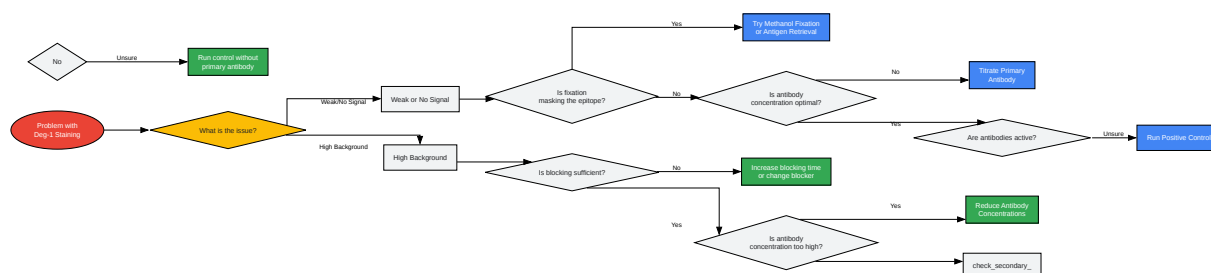 Yes
Try Methanol Fixation
or Antigen Retrieval
No
Unsure
Run control without
primary antibody
Is fixation
masking the epitope?
No
Is antibody
concentration optimal?
No
Titrate Primary
Antibody
Weak/No Signal
Weak or No Signal
Problem with
Deg-1 Staining
What is the issue?
Yes
Are antibodies active?
Unsure
Run Positive Control
High Background
High Background
Is blocking sufficient?
No
Increase blocking time
or change blocker
Yes
Is antibody
concentration too high?
Yes
Reduce Antibody
Concentrations
check_secondary_